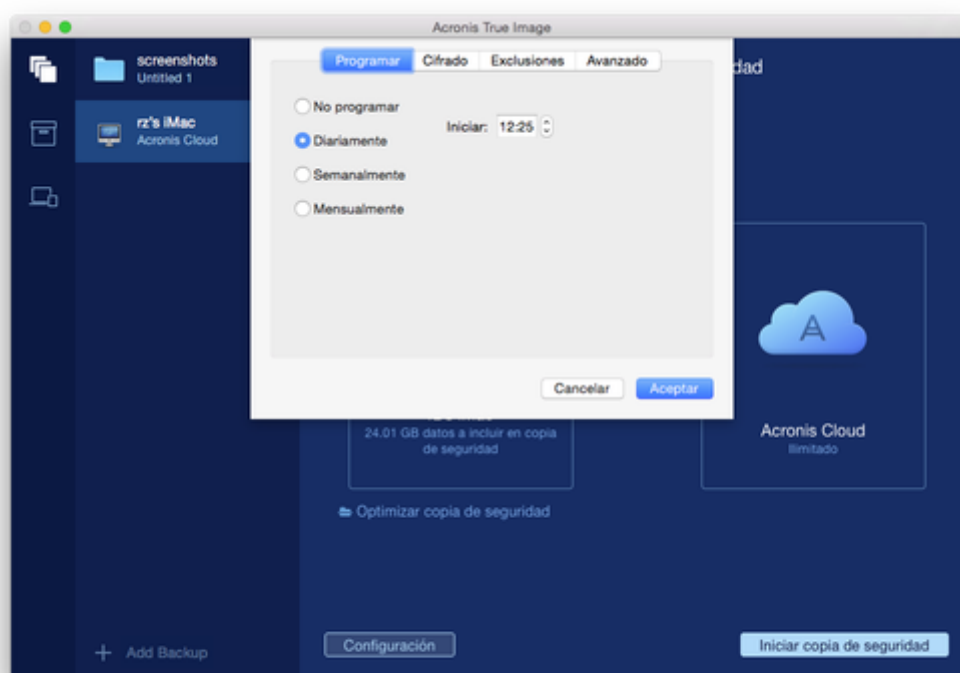 Acronis True Image
screenshots
Untitled 1
rz's iMac
Acronis Cloud
Programar
Cifrado
Exclusiones
Avanzado
dad
No programar
Diariamente
Iniciar: 12:25
Semanalmente
Mensualmente
Cancelar
Aceptar
24.01 GB datos a incluir en copia
de seguridad
Acronis Cloud
Ilimitado
Optimizar copia de seguridad
Add Backup
Configuración
Iniciar copia de seguridad